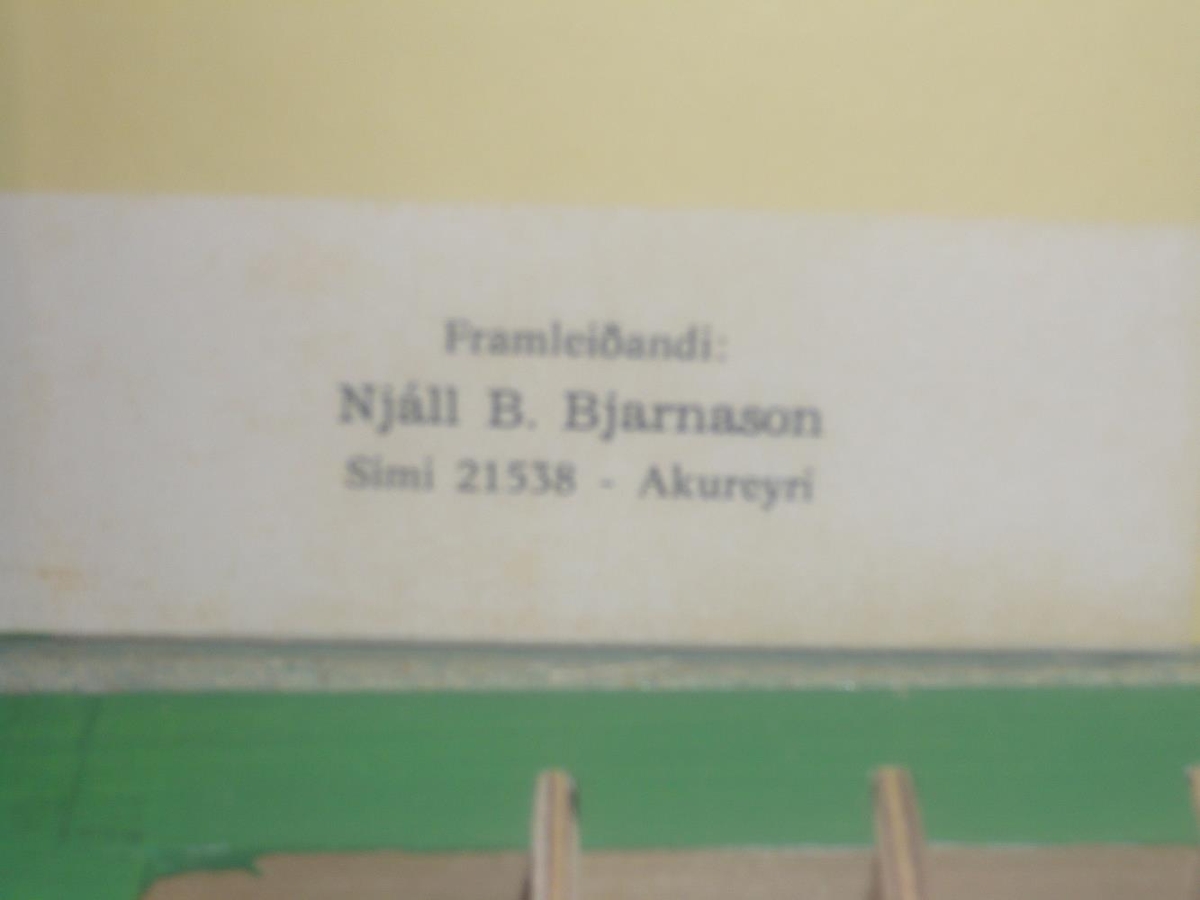 Framleiðandi:
Njáll B. Bjarnason
Sími 21538 - Akureyri